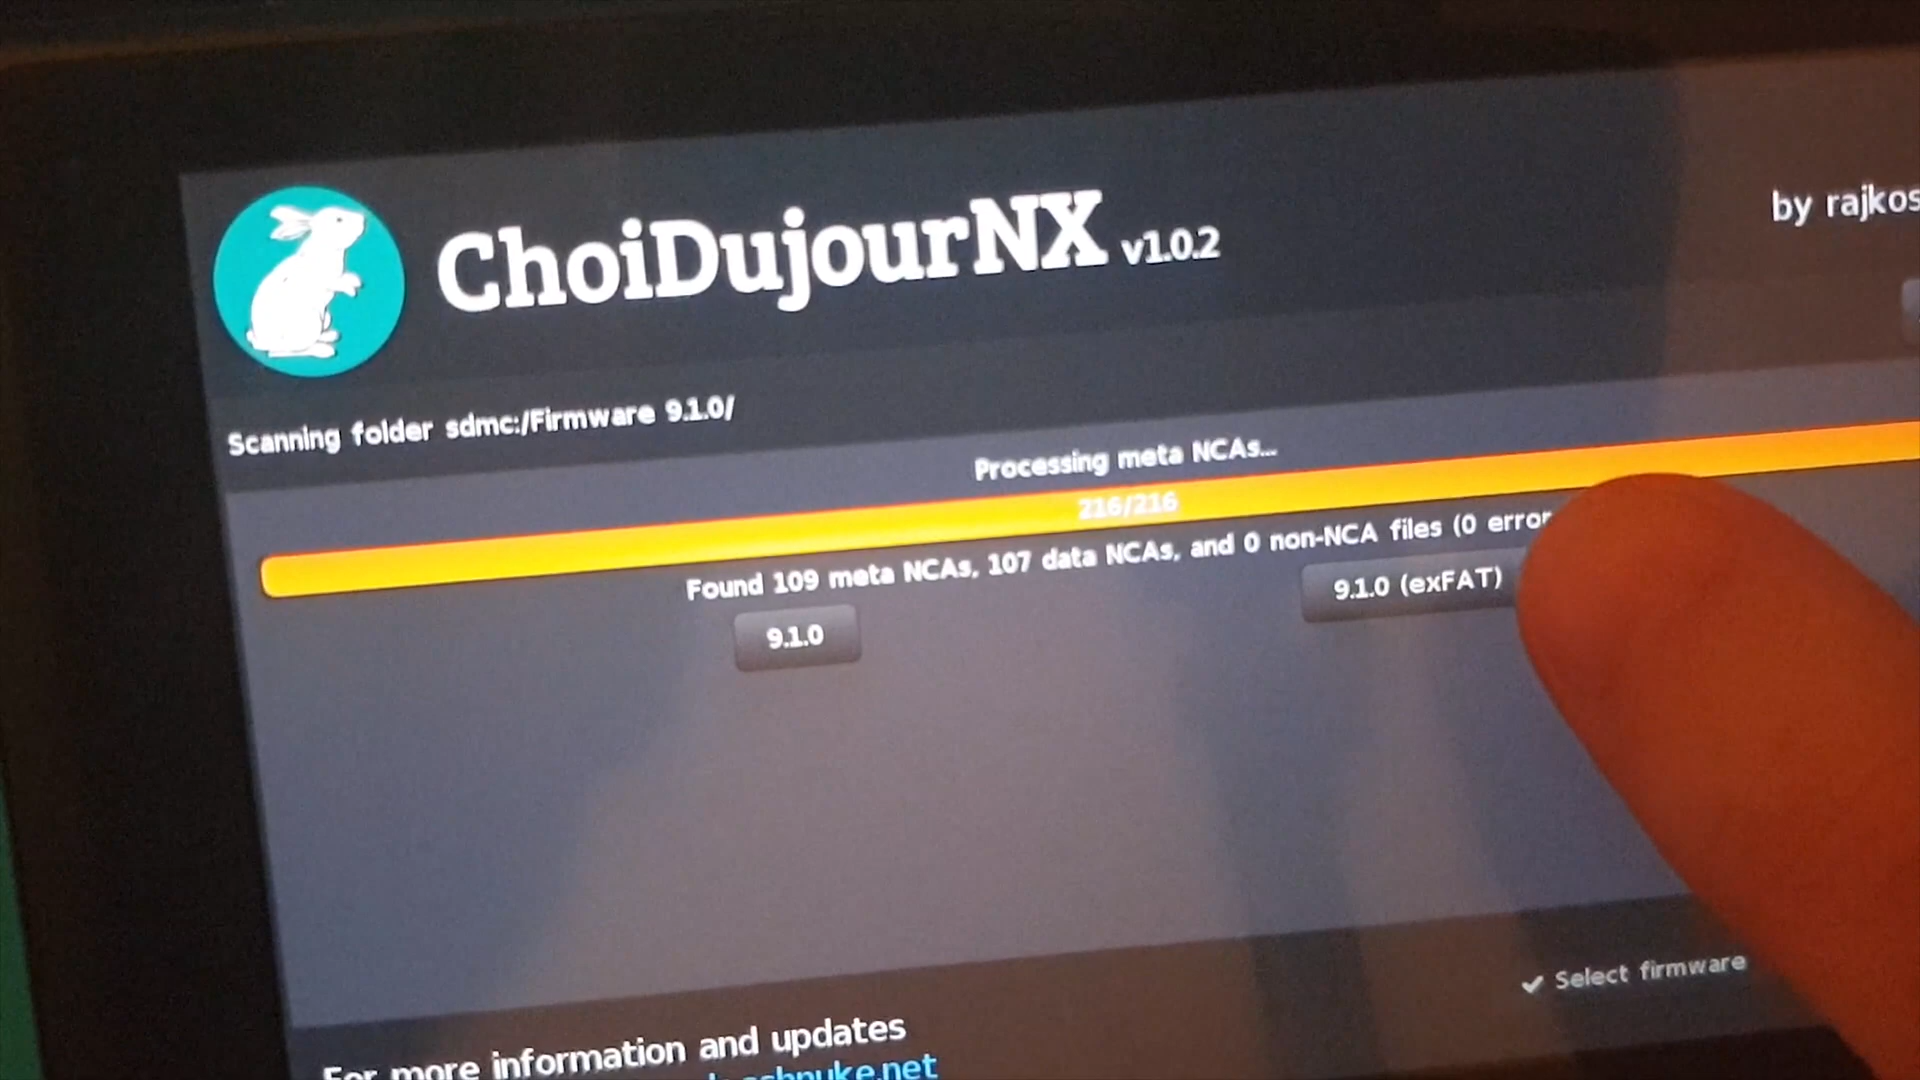 ChoiDujourNX v1.0.2
by rajkos
Scanning folder sdmc:/Firmware 9.1.0/
Processing meta NCAs...
216/216
Found 109 meta NCAs, 107 data NCAs, and 0 non-NCA files (0 error
9.1.0
9.1.0 (exFAT)
Select firmware
For more information and updates